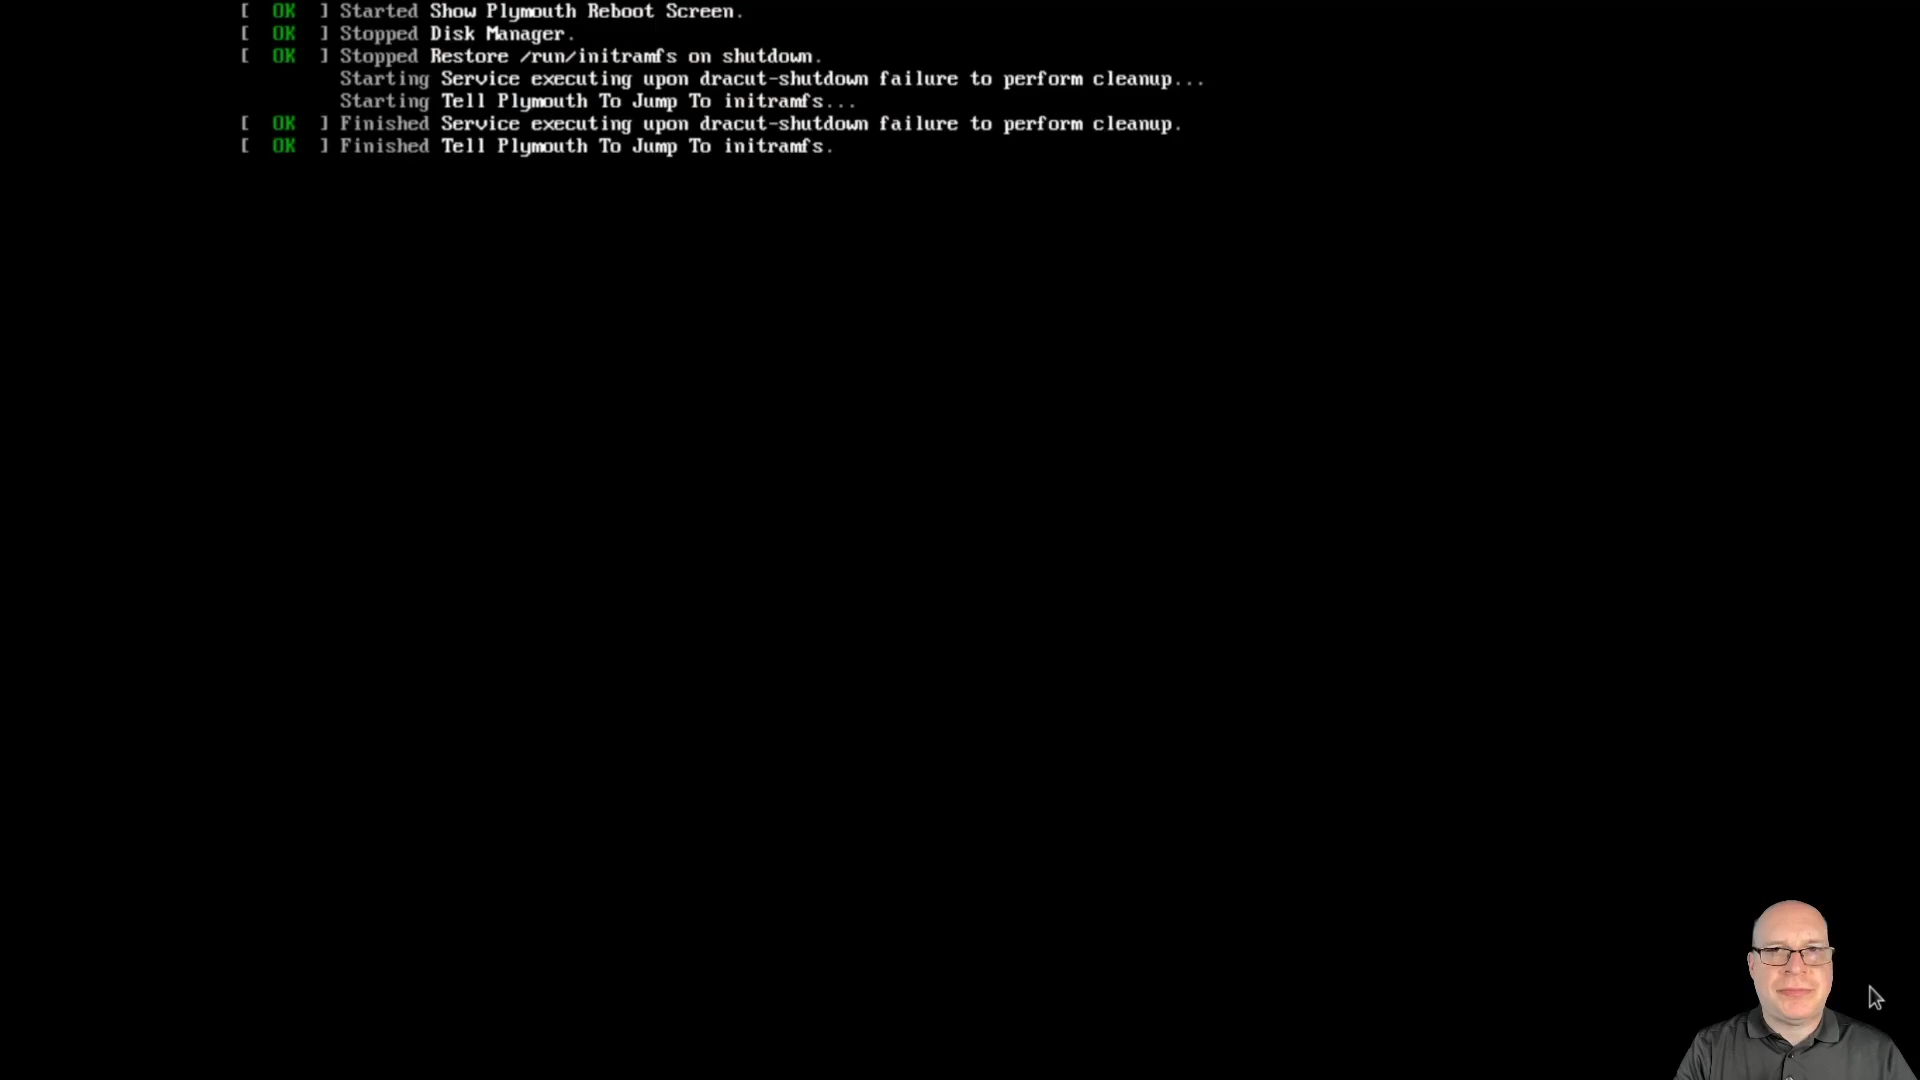 [  OK  ] Started Show Plymouth Reboot Screen.
[  OK  ] Stopped Disk Manager.
[  OK  ] Stopped Restore /run/initramfs on shutdown.
Starting Service executing upon dracut-shutdown failure to perform cleanup...
Starting Tell Plymouth To Jump To initramfs...
[  OK  ] Finished Service executing upon dracut-shutdown failure to perform cleanup.
[  OK  ] Finished Tell Plymouth To Jump To initramfs.